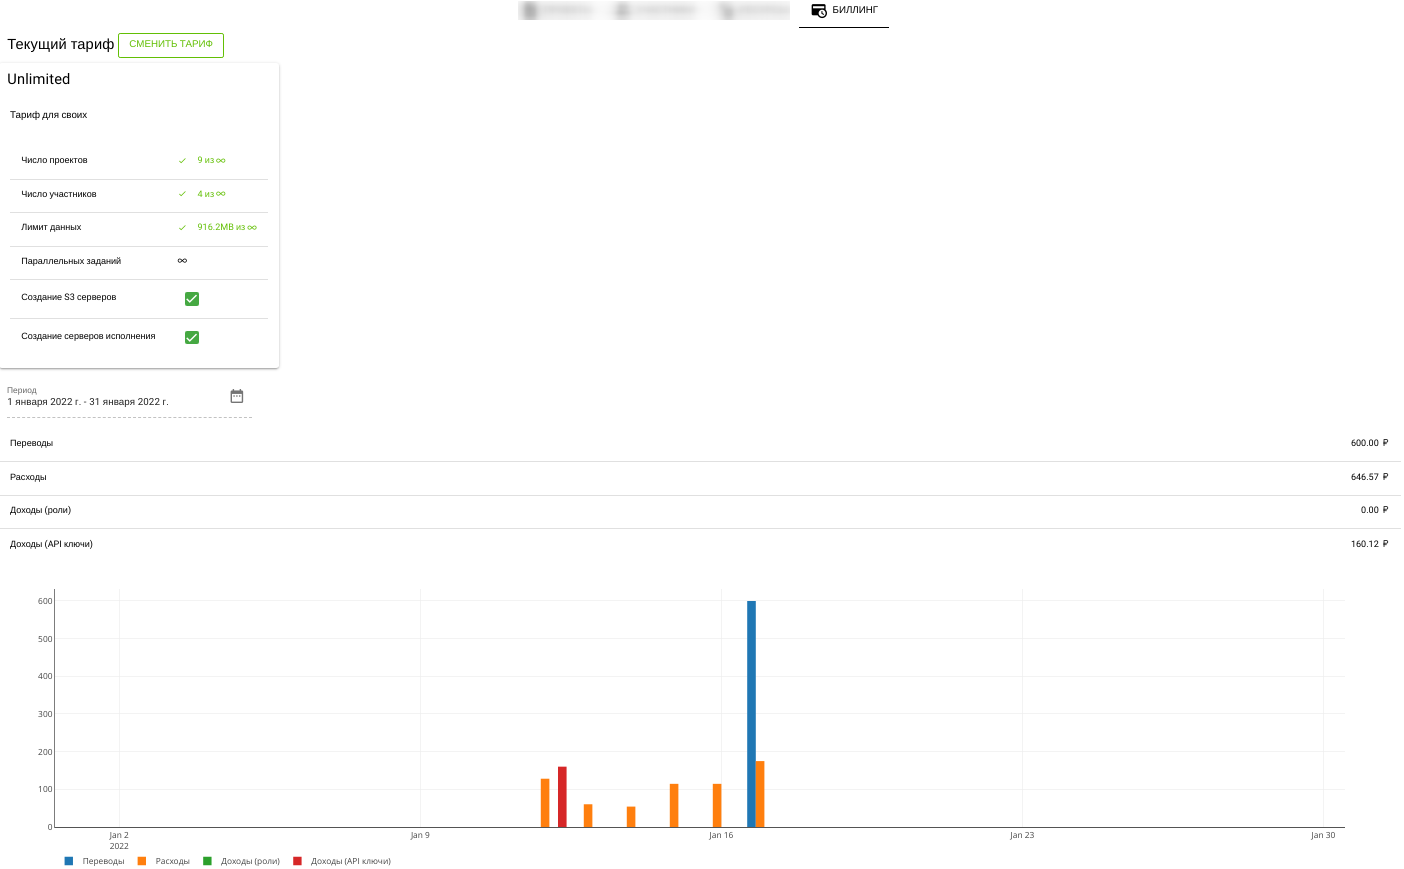 БИЛЛИНГ
Текущий тариф СМЕНИТЬ ТАРИФ
Unlimited
Тариф для своих
Число проектов 9 из ∞
Число участников 4 из ∞
Лимит данных 916.2MB из ∞
Параллельных заданий ∞
Создание S3 серверов
Создание серверов исполнения
Период
1 января 2022 г. - 31 января 2022 г.
Переводы 600.00 ₽
Расходы 646.57 ₽
Доходы (роли) 0.00 ₽
Доходы (API ключи) 160.12 ₽
600
500
400
300
200
100
0
Jan 2 Jan 9 Jan 16 Jan 23 Jan 30
2022
Переводы Расходы Доходы (роли) Доходы (API ключи)